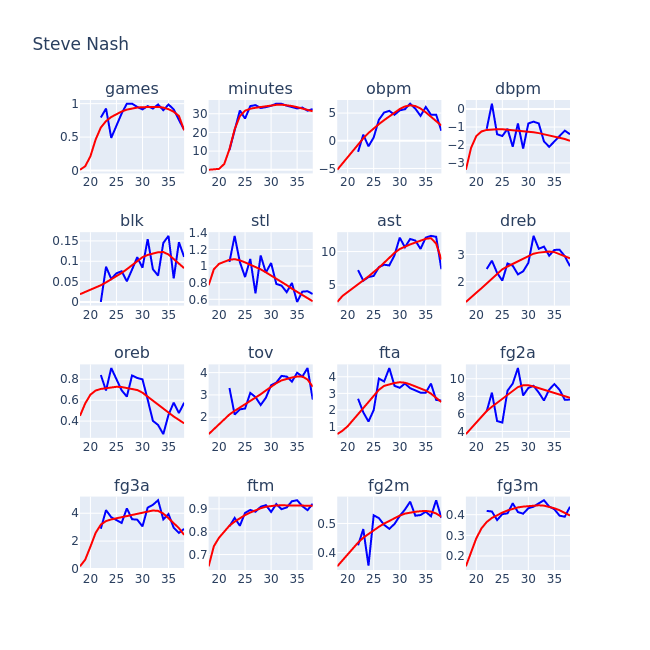 Steve Nash
games minutes obpm dbpm
1 0.5 0
30 20 10 0
5 0 −5
0 −1 −2 −3
20 25 30 35 20 25 30 35 20 25 30 35 20 25 30 35
blk stl ast dreb
0.15 0.1 0.05 0
1.4 1.2 1 0.8 0.6
10 5
3 2
20 25 30 35 20 25 30 35 20 25 30 35 20 25 30 35
oreb tov fta fg2a
0.8 0.6 0.4
4 3 2
4 3 2 1
10 8 6 4
20 25 30 35 20 25 30 35 20 25 30 35 20 25 30 35
fg3a ftm fg2m fg3m
4 2 0
0.9 0.8 0.7
0.5 0.4
0.4 0.3 0.2
20 25 30 35 20 25 30 35 20 25 30 35 20 25 30 35